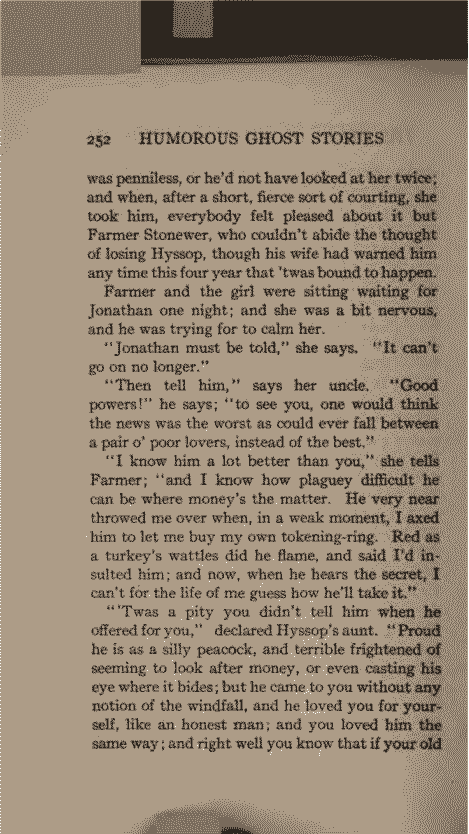 252 HUMOROUS GHOST STORIES
was penniless, or he'd not have looked at her twice;
and when, after a short, fierce sort of courting, she
took him, everybody felt pleased about it but
Farmer Stonewer, who couldn't abide the thought
of losing Hyssop, though his wife had warned him
any time this four year that 'twas bound to happen.
Farmer and the girl were sitting waiting for
Jonathan one night; and she was a bit nervous,
and he was trying for to calm her.
"Jonathan must be told," she says. "It can't
go on no longer."
"Then tell him," says her uncle. "Good
powers!" he says; "to see you, one would think
the news was the worst as could ever fall between
a pair o' poor lovers, instead of the best."
"I know him a lot better than you," she tells
Farmer; "and I know how plaguey difficult he
can be where money's the matter. He very near
throwed me over when, in a weak moment, I axed
him to let me buy my own tokening-ring. Red as
a turkey's wattles did he flame, and said I'd in-
sulted him; and now, when he hears the secret, I
can't for the life of me guess how he'll take it."
"'Twas a pity you didn't tell him when he
offered for you," declared Hyssop's aunt. "Proud
he is as a silly peacock, and terrible frightened of
seeming to look after money, or even casting his
eye where it bides; but he came to you without any
notion of the windfall, and he loved you for your-
self, like an honest man; and you loved him the
same way; and right well you know that if your old